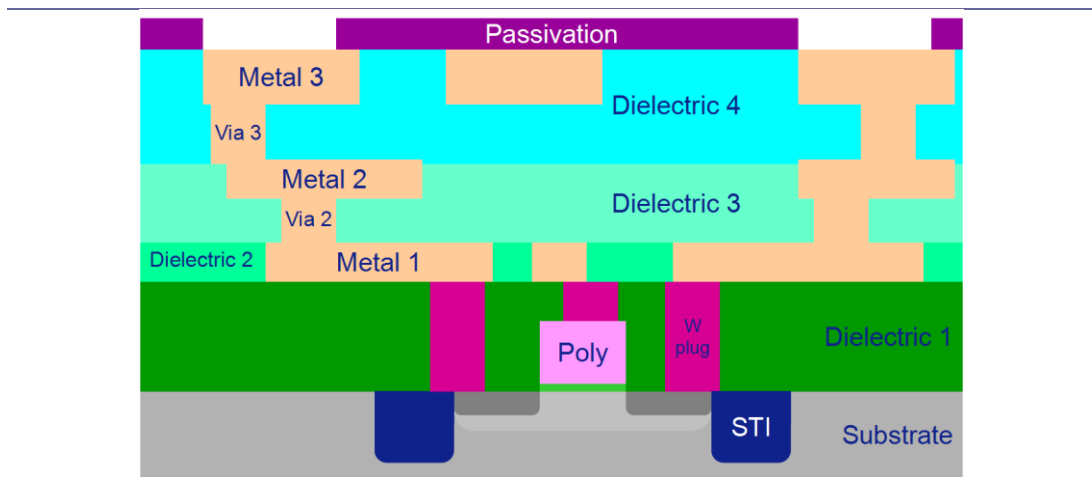 Passivation
Metal 3
Dielectric 4
Via 3
Metal 2
Dielectric 3
Via 2
Dielectric 2
Metal 1
W
plug
Dielectric 1
Poly
STI
Substrate